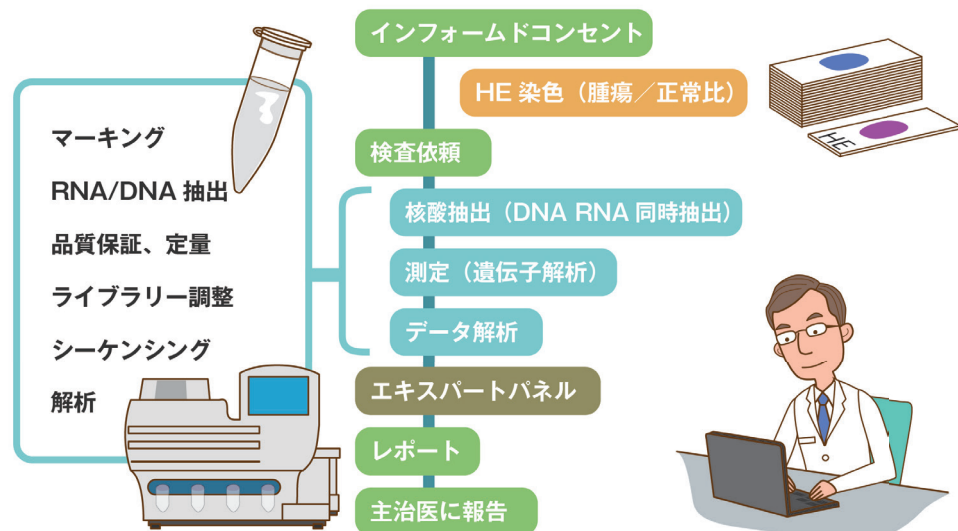 インフォームドコンセント
HE 染色（腫瘍／正常比）
検査依頼
核酸抽出（DNA RNA 同時抽出）
測定（遺伝子解析）
データ解析
エキスパートパネル
レポート
主治医に報告
マーキング
RNA/DNA 抽出
品質保証、定量
ライブラリー調整
シーケンシング
解析
HE